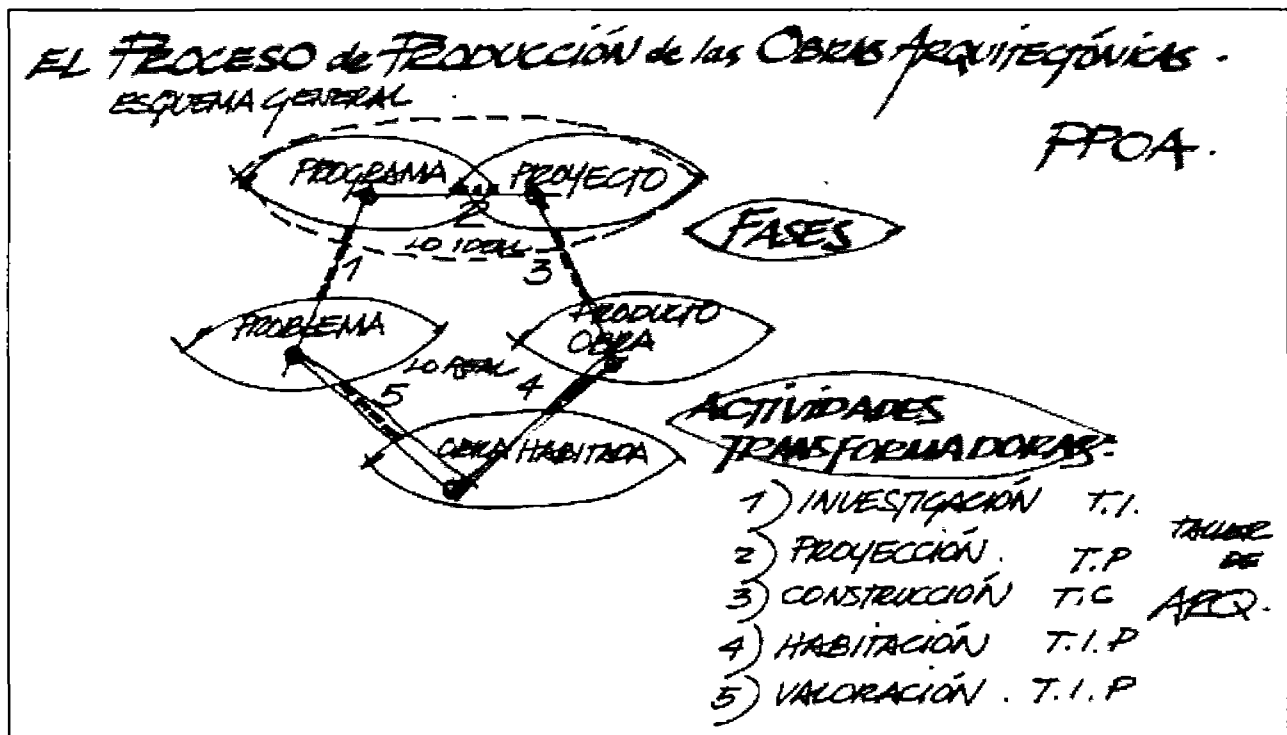 EL PROCESO de PRODUCCIÓN de las OBRAS ARQUITECTÓNICAS.
ESQUEMA GENERAL
PPOA.
PROGRAMA
PROYECTO
2
LO IDEAL
FASES
1
3
PROBLEMA
PRODUCTO
OBRA
LO REAL
5
4
OBRA HABITADA
ACTIVIDADES
TRANSFORMADORAS:
1) INVESTIGACIÓN T.I.
2) PROYECCIÓN. T.P
3) CONSTRUCCIÓN T.C
4) HABITACIÓN T.I.P
5) VALORACIÓN. T.I.P
TALLER
DE
ARQ.